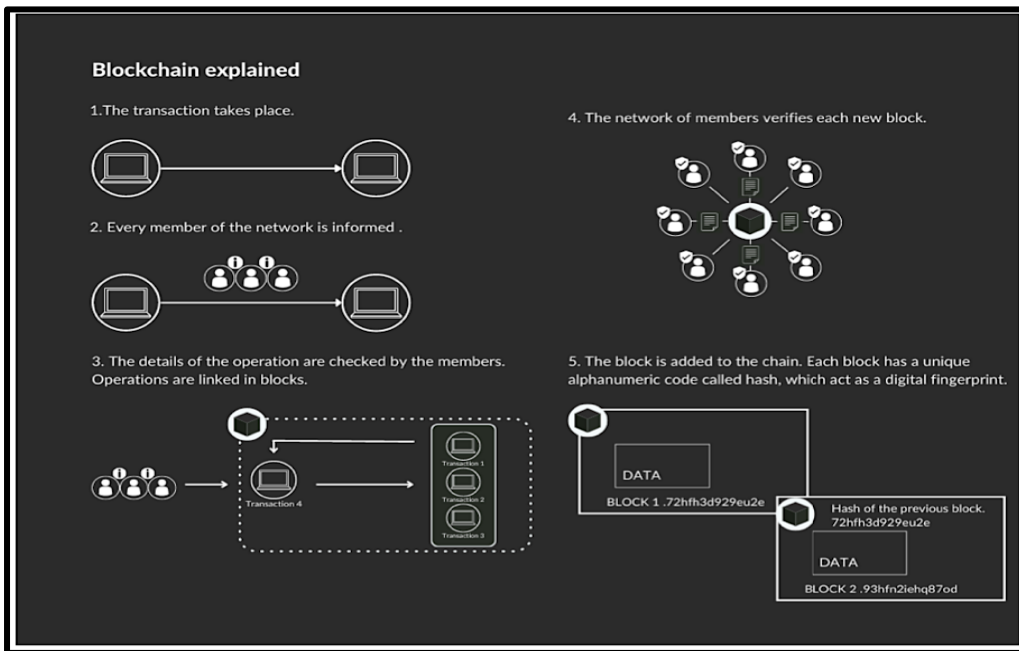 Blockchain explained
1.The transaction takes place.
2. Every member of the network is informed .
3. The details of the operation are checked by the members.
Operations are linked in blocks.
Transaction 4
Transaction 1
Transaction 2
Transaction 3
4. The network of members verifies each new block.
5. The block is added to the chain. Each block has a unique
alphanumeric code called hash, which act as a digital fingerprint.
DATA
BLOCK 1 .72hfh3d929eu2e
Hash of the previous block.
72hfh3d929eu2e
DATA
BLOCK 2 .93hfn2iehq87od